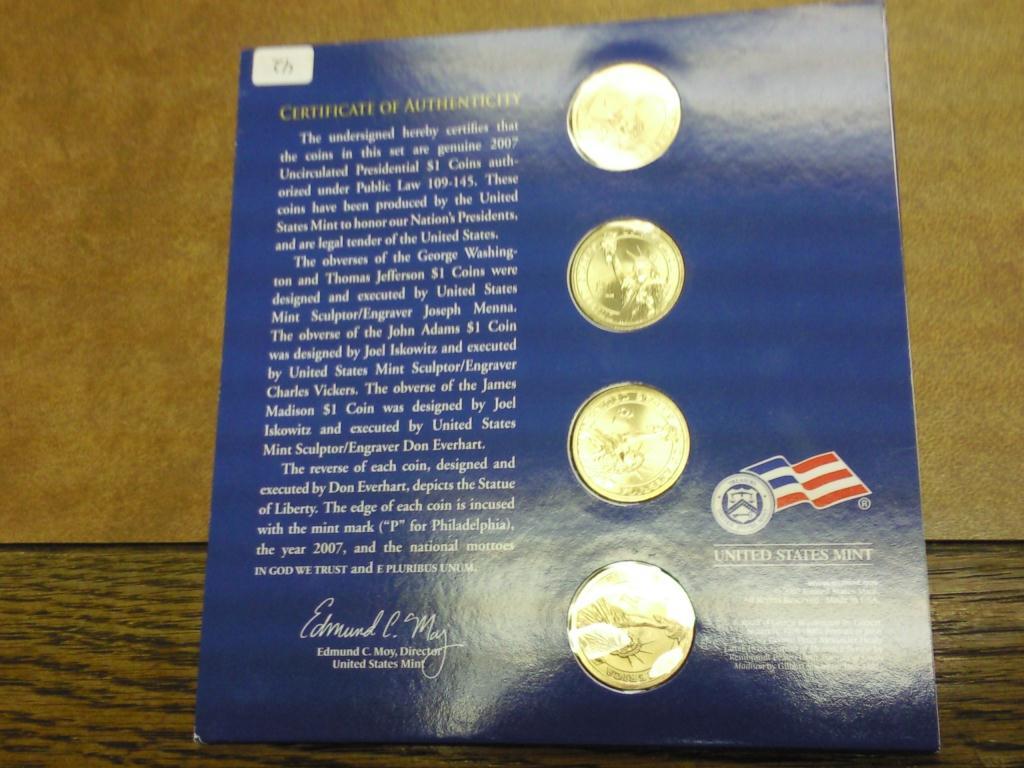 CERTIFICATE OF AUTHENTICITY
The undersigned hereby certifies that
the coins in this set are genuine 2007
Uncirculated Presidential $1 Coins auth-
orized under Public Law 109-145. These
coins have been produced by the United
States Mint to honor our Nation's Presidents,
and are legal tender of the United States.
The obverses of the George Washing-
ton and Thomas Jefferson $1 Coins were
designed and executed by United States
Mint Sculptor/Engraver Joseph Menna.
The obverse of the John Adams $1 Coin
was designed by Joel Iskowitz and executed
by United States Mint Sculptor/Engraver
Charles Vickers. The obverse of the James
Madison $1 Coin was designed by Joel
Iskowitz and executed by United States
Mint Sculptor/Engraver Don Everhart.
The reverse of each coin, designed and
executed by Don Everhart, depicts the Statue
of Liberty. The edge of each coin is incused
with the mint mark ("P" for Philadelphia),
the year 2007, and the national mottoes
IN GOD WE TRUST and E PLURIBUS UNUM.
Edmund C. Moy
Edmund C. Moy, Director
United States Mint
®
UNITED STATES MINT